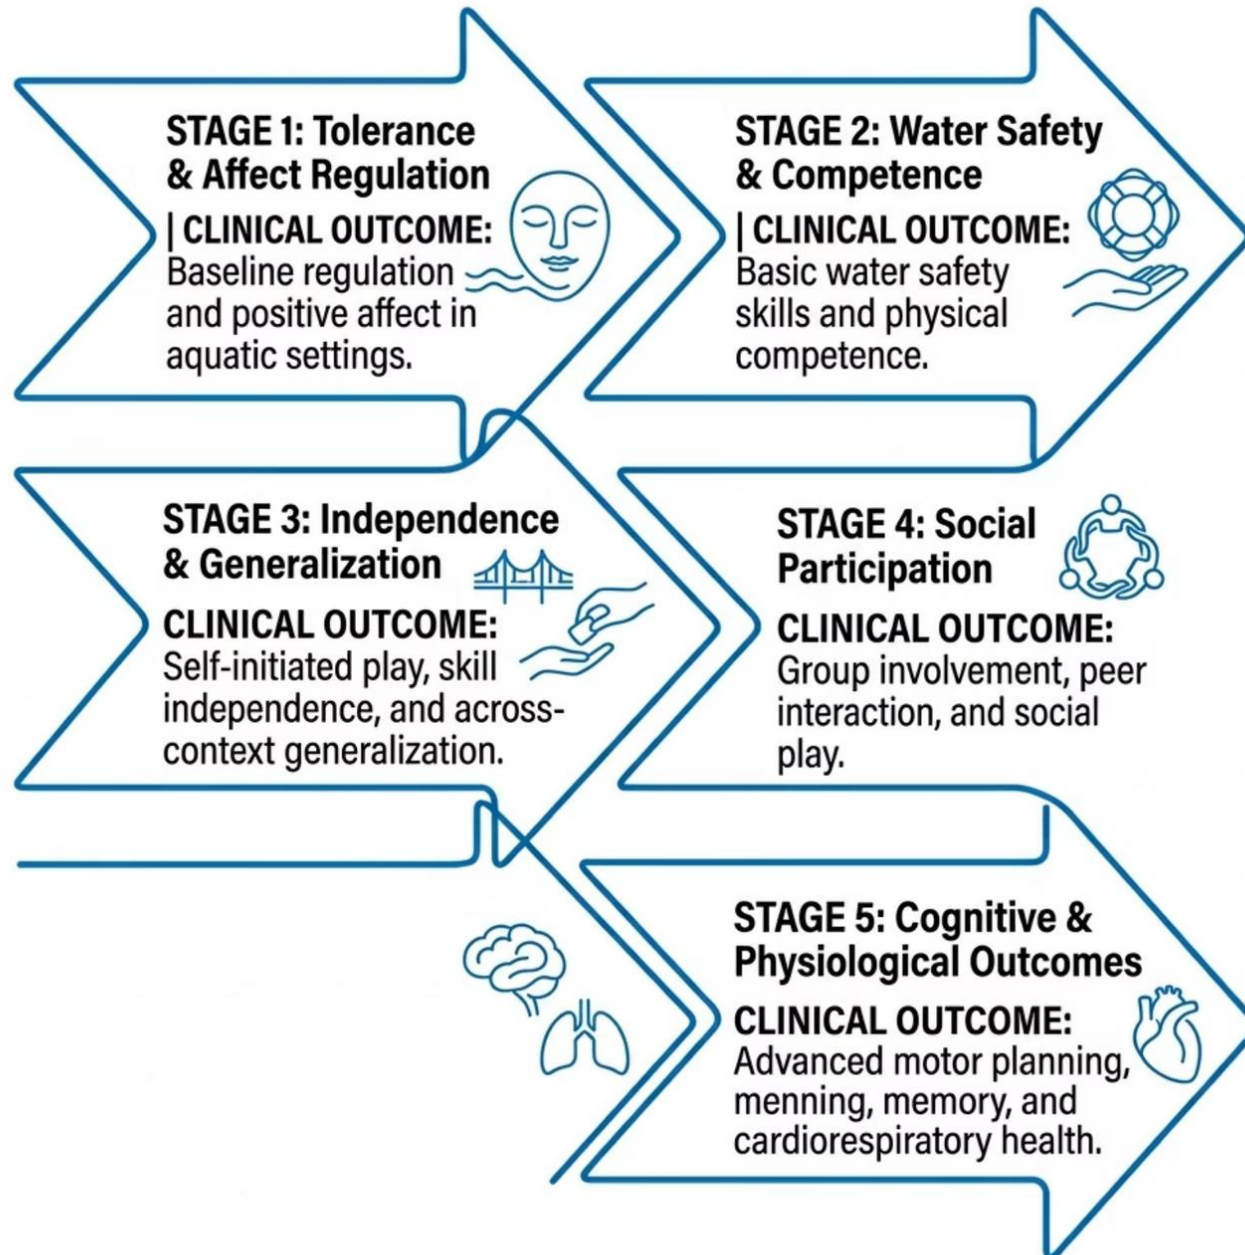 STAGE 1: Tolerance
& Affect Regulation
| CLINICAL OUTCOME:
Baseline regulation
and positive affect in
aquatic settings.
STAGE 2: Water Safety
& Competence
| CLINICAL OUTCOME:
Basic water safety
skills and physical
competence.
STAGE 3: Independence
& Generalization
CLINICAL OUTCOME:
Self-initiated play, skill
independence, and across-
context generalization.
STAGE 4: Social
Participation
CLINICAL OUTCOME:
Group involvement, peer
interaction, and social
play.
STAGE 5: Cognitive &
Physiological Outcomes
CLINICAL OUTCOME:
Advanced motor planning,
menning, memory, and
cardiorespiratory health.